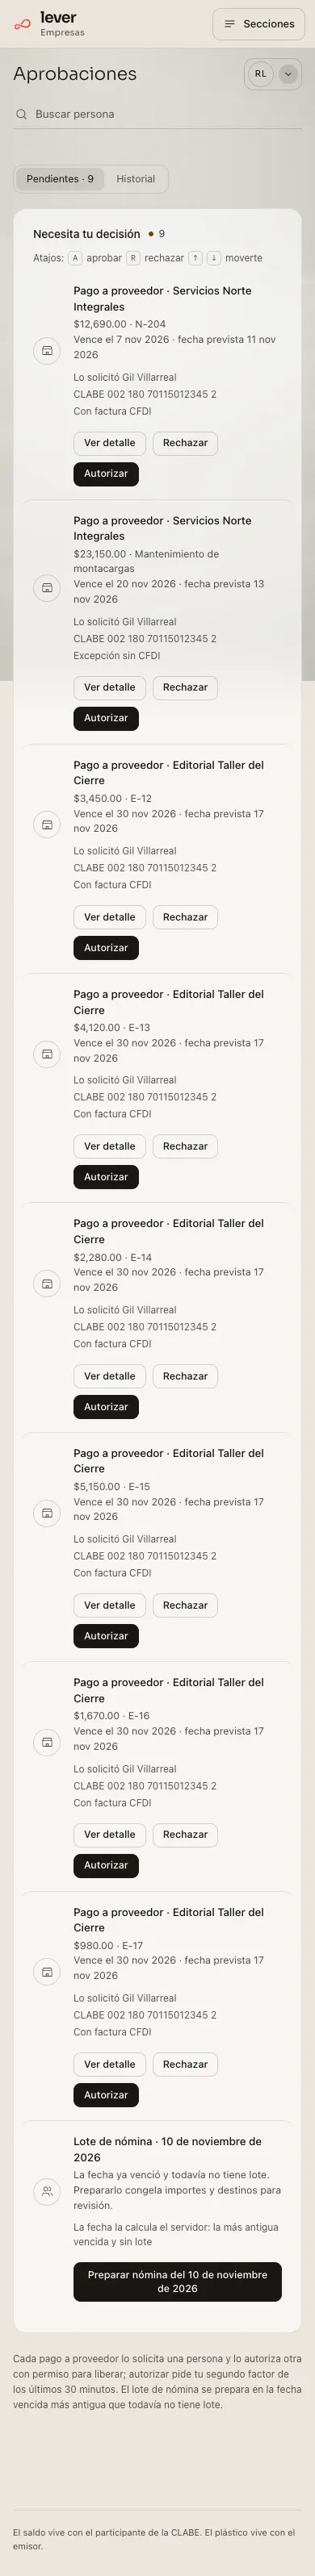 lever
Empresas
Secciones
Aprobaciones
RL
Buscar persona
Pendientes · 9
Historial
Necesita tu decisión
9
Atajos: A aprobar R rechazar ↑ ↓ moverte
Pago a proveedor · Servicios Norte
Integrales
$12,690.00 · N-204
Vence el 7 nov 2026 · fecha prevista 11 nov
2026
Lo solicitó Gil Villarreal
CLABE 002 180 70115012345 2
Con factura CFDI
Ver detalle
Rechazar
Autorizar
Pago a proveedor · Servicios Norte
Integrales
$23,150.00 · Mantenimiento de
montacargas
Vence el 20 nov 2026 · fecha prevista 13
nov 2026
Lo solicitó Gil Villarreal
CLABE 002 180 70115012345 2
Excepción sin CFDI
Ver detalle
Rechazar
Autorizar
Pago a proveedor · Editorial Taller del
Cierre
$3,450.00 · E-12
Vence el 30 nov 2026 · fecha prevista 17
nov 2026
Lo solicitó Gil Villarreal
CLABE 002 180 70115012345 2
Con factura CFDI
Ver detalle
Rechazar
Autorizar
Pago a proveedor · Editorial Taller del
Cierre
$4,120.00 · E-13
Vence el 30 nov 2026 · fecha prevista 17
nov 2026
Lo solicitó Gil Villarreal
CLABE 002 180 70115012345 2
Con factura CFDI
Ver detalle
Rechazar
Autorizar
Pago a proveedor · Editorial Taller del
Cierre
$2,280.00 · E-14
Vence el 30 nov 2026 · fecha prevista 17
nov 2026
Lo solicitó Gil Villarreal
CLABE 002 180 70115012345 2
Con factura CFDI
Ver detalle
Rechazar
Autorizar
Pago a proveedor · Editorial Taller del
Cierre
$5,150.00 · E-15
Vence el 30 nov 2026 · fecha prevista 17
nov 2026
Lo solicitó Gil Villarreal
CLABE 002 180 70115012345 2
Con factura CFDI
Ver detalle
Rechazar
Autorizar
Pago a proveedor · Editorial Taller del
Cierre
$1,670.00 · E-16
Vence el 30 nov 2026 · fecha prevista 17
nov 2026
Lo solicitó Gil Villarreal
CLABE 002 180 70115012345 2
Con factura CFDI
Ver detalle
Rechazar
Autorizar
Pago a proveedor · Editorial Taller del
Cierre
$980.00 · E-17
Vence el 30 nov 2026 · fecha prevista 17
nov 2026
Lo solicitó Gil Villarreal
CLABE 002 180 70115012345 2
Con factura CFDI
Ver detalle
Rechazar
Autorizar
Lote de nómina · 10 de noviembre de
2026
La fecha ya venció y todavía no tiene lote.
Prepararlo congela importes y destinos para
revisión.
La fecha la calcula el servidor: la más antigua
vencida y sin lote
Preparar nómina del 10 de noviembre
de 2026
Cada pago a proveedor lo solicita una persona y lo autoriza otra
con permiso para liberar; autorizar pide tu segundo factor de
los últimos 30 minutos. El lote de nómina se prepara en la fecha
vencida más antigua que todavía no tiene lote.
El saldo vive con el participante de la CLABE. El plástico vive con el
emisor.